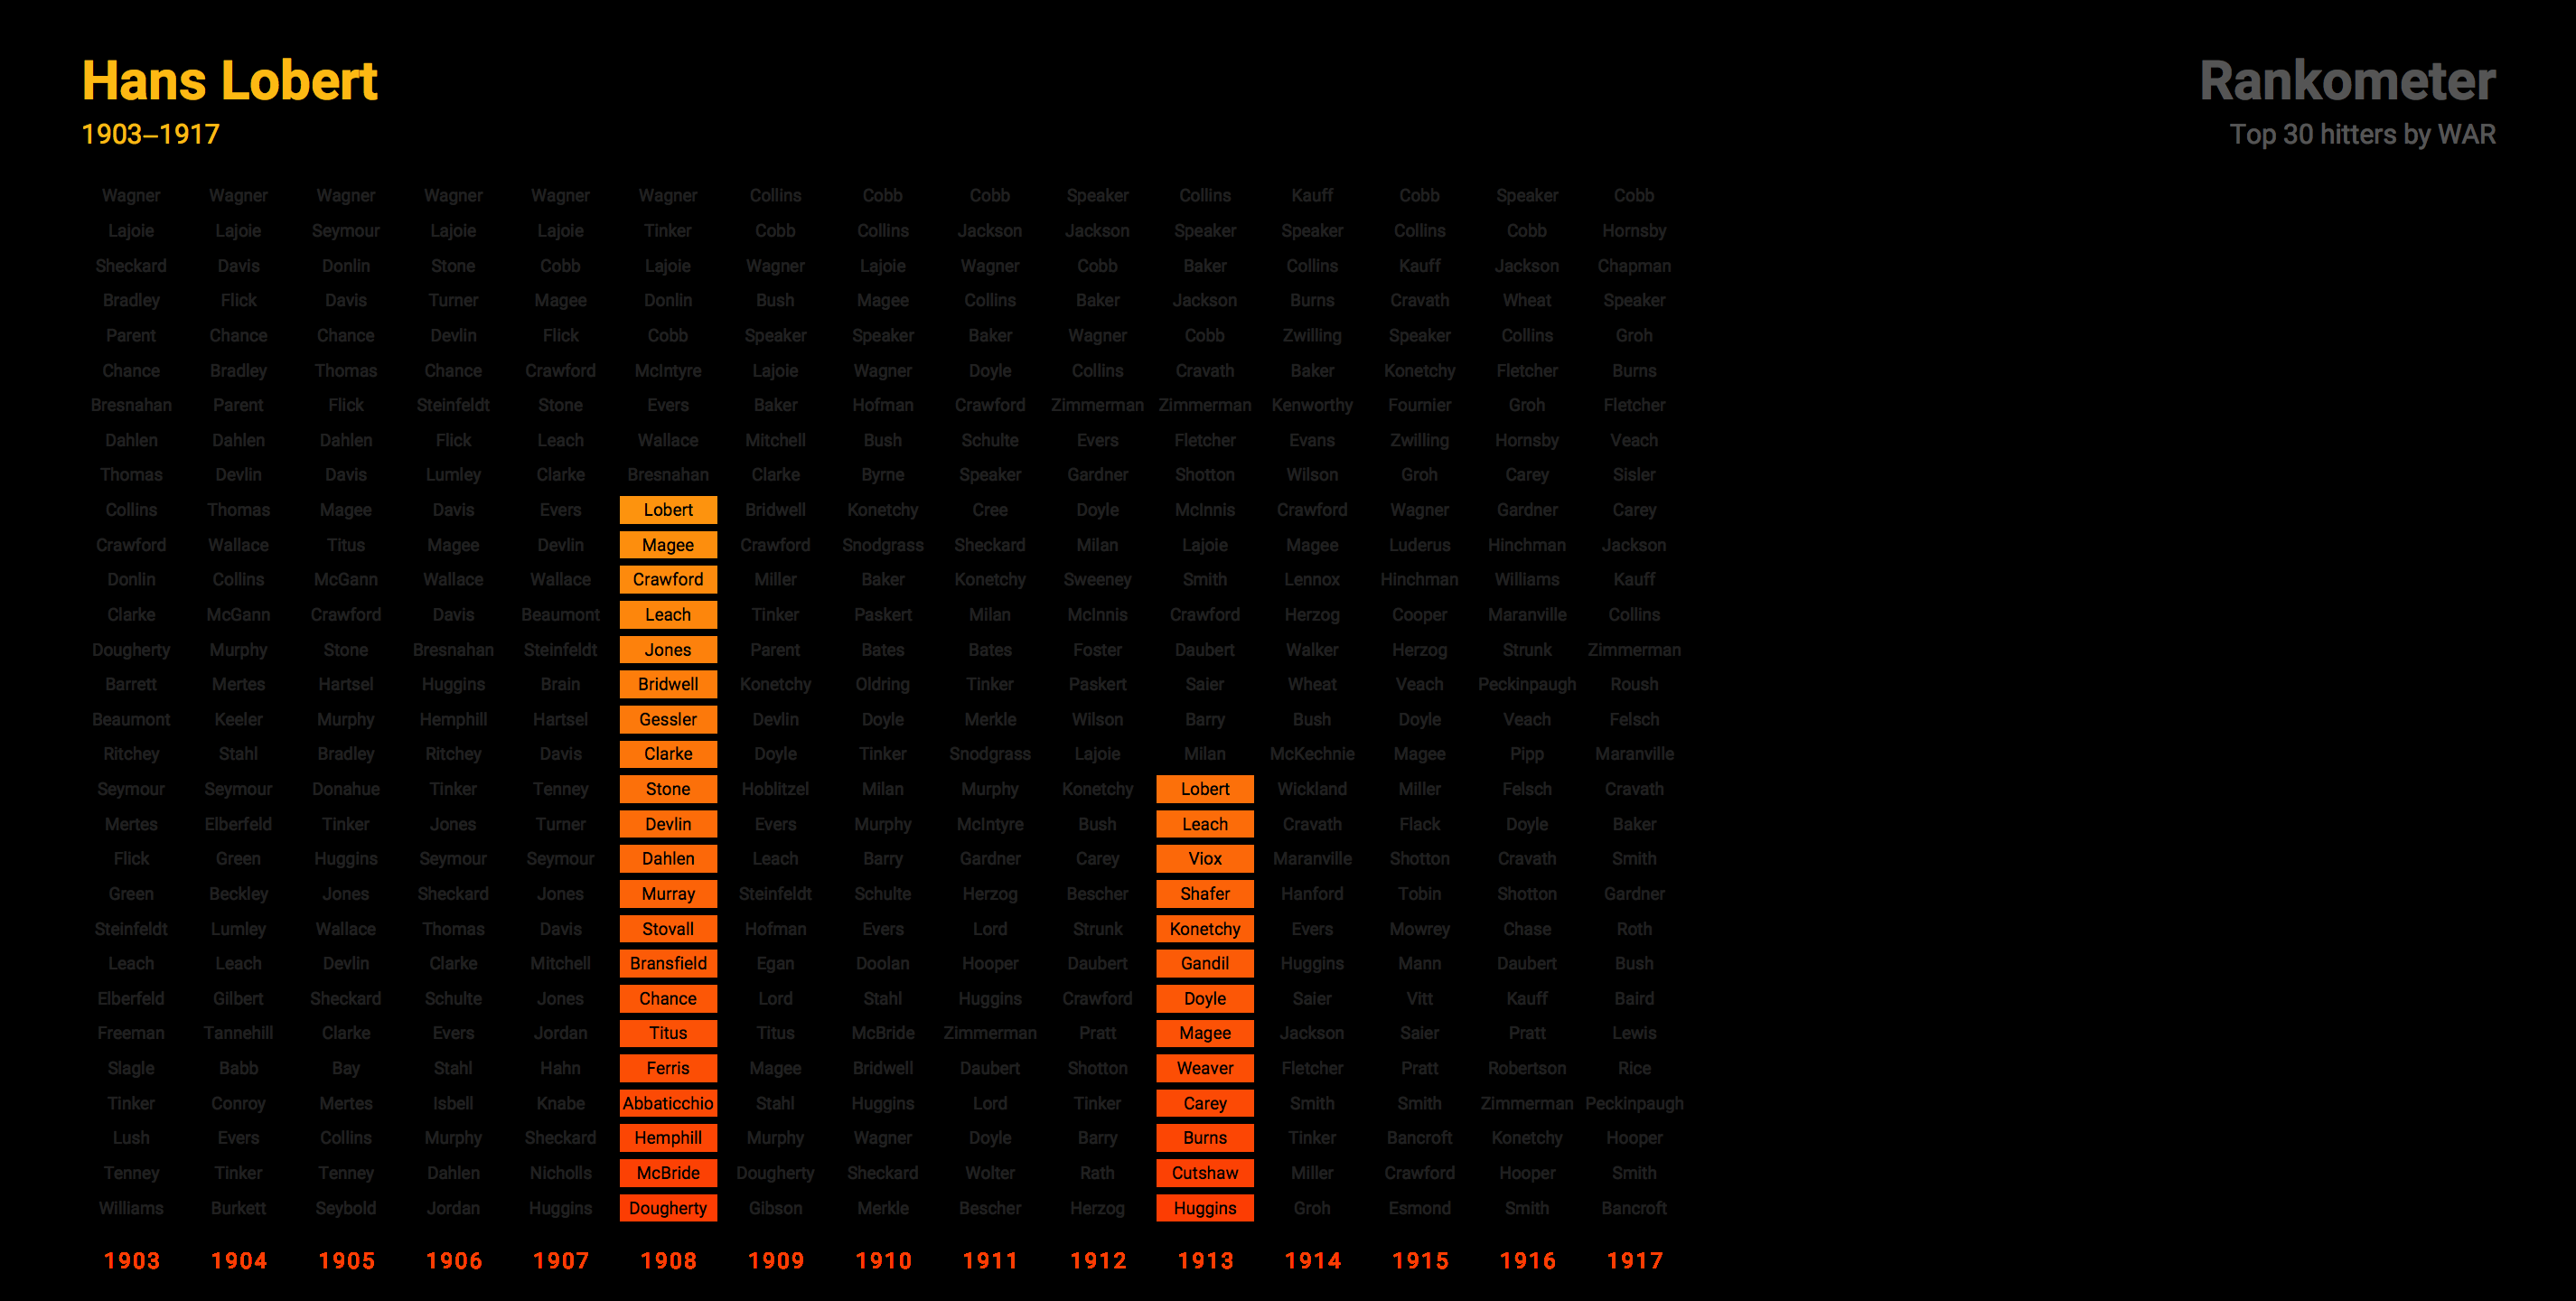 Hans Lobert
Rankometer
1903–1917
Top 30 hitters by WAR
Wagner Wagner Wagner Wagner Wagner Wagner Collins Cobb Cobb Speaker Collins Kauff Cobb Speaker Cobb
Lajoie Lajoie Seymour Lajoie Lajoie Tinker Cobb Collins Jackson Jackson Speaker Speaker Collins Cobb Hornsby
Sheckard Davis Donlin Stone Cobb Lajoie Wagner Lajoie Wagner Cobb Baker Collins Kauff Jackson Chapman
Bradley Flick Davis Turner Magee Donlin Bush Magee Collins Baker Jackson Burns Cravath Wheat Speaker
Parent Chance Chance Devlin Flick Cobb Speaker Speaker Baker Wagner Cobb Zwilling Speaker Collins Groh
Chance Bradley Thomas Chance Crawford McIntyre Lajoie Wagner Doyle Collins Cravath Baker Konetchy Fletcher Burns
Bresnahan Parent Flick Steinfeldt Stone Evers Baker Hofman Crawford Zimmerman Zimmerman Kenworthy Fournier Groh Fletcher
Dahlen Dahlen Dahlen Flick Leach Wallace Mitchell Bush Schulte Evers Fletcher Evans Zwilling Hornsby Veach
Thomas Devlin Davis Lumley Clarke Bresnahan Clarke Byrne Speaker Gardner Shotton Wilson Groh Carey Sisler
Collins Thomas Magee Davis Evers Lobert Bridwell Konetchy Cree Doyle McInnis Crawford Wagner Gardner Carey
Crawford Wallace Titus Magee Devlin Magee Crawford Snodgrass Sheckard Milan Lajoie Magee Luderus Hinchman Jackson
Donlin Collins McGann Wallace Wallace Crawford Miller Baker Konetchy Sweeney Smith Lennox Hinchman Williams Kauff
Clarke McGann Crawford Davis Beaumont Leach Tinker Paskert Milan McInnis Crawford Herzog Cooper Maranville Collins
Dougherty Murphy Stone Bresnahan Steinfeldt Jones Parent Bates Bates Foster Daubert Walker Herzog Strunk Zimmerman
Barrett Mertes Hartsel Huggins Brain Bridwell Konetchy Oldring Tinker Paskert Saier Wheat Veach Peckinpaugh Roush
Beaumont Keeler Murphy Hemphill Hartsel Gessler Devlin Doyle Merkle Wilson Barry Bush Doyle Veach Felsch
Ritchey Stahl Bradley Ritchey Davis Clarke Doyle Tinker Snodgrass Lajoie Milan McKechnie Magee Pipp Maranville
Seymour Seymour Donahue Tinker Tenney Stone Hoblitzel Milan Murphy Konetchy Lobert Wickland Miller Felsch Cravath
Mertes Elberfeld Tinker Jones Turner Devlin Evers Murphy McIntyre Bush Leach Cravath Flack Doyle Baker
Flick Green Huggins Seymour Seymour Dahlen Leach Barry Gardner Carey Viox Maranville Shotton Cravath Smith
Green Beckley Jones Sheckard Jones Murray Steinfeldt Schulte Herzog Bescher Shafer Hanford Tobin Shotton Gardner
Steinfeldt Lumley Wallace Thomas Davis Stovall Hofman Evers Lord Strunk Konetchy Evers Mowrey Chase Roth
Leach Leach Devlin Clarke Mitchell Bransfield Egan Doolan Hooper Daubert Gandil Huggins Mann Daubert Bush
Elberfeld Gilbert Sheckard Schulte Jones Chance Lord Stahl Huggins Crawford Doyle Saier Vitt Kauff Baird
Freeman Tannehill Clarke Evers Jordan Titus Titus McBride Zimmerman Pratt Magee Jackson Saier Pratt Lewis
Slagle Babb Bay Stahl Hahn Ferris Magee Bridwell Daubert Shotton Weaver Fletcher Pratt Robertson Rice
Tinker Conroy Mertes Isbell Knabe Abbaticchio Stahl Huggins Lord Tinker Carey Smith Smith Zimmerman Peckinpaugh
Lush Evers Collins Murphy Sheckard Hemphill Murphy Wagner Doyle Barry Burns Tinker Bancroft Konetchy Hooper
Tenney Tinker Tenney Dahlen Nicholls McBride Dougherty Sheckard Wolter Rath Cutshaw Miller Crawford Hooper Smith
Williams Burkett Seybold Jordan Huggins Dougherty Gibson Merkle Bescher Herzog Huggins Groh Esmond Smith Bancroft
1903 1904 1905 1906 1907 1908 1909 1910 1911 1912 1913 1914 1915 1916 1917